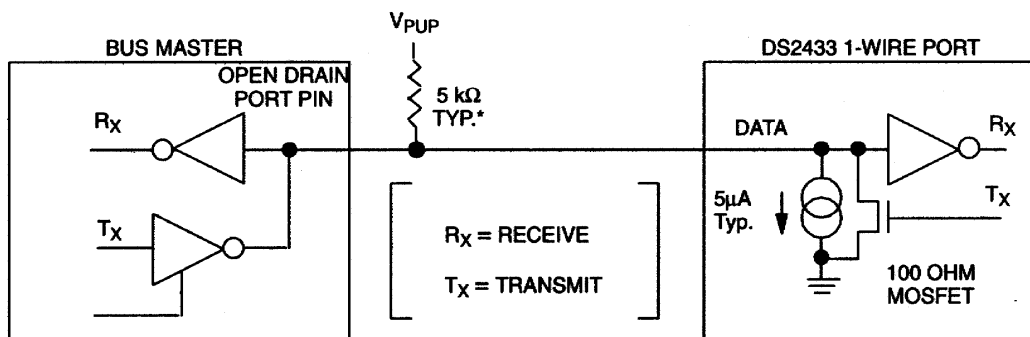 V_PUP
BUS MASTER
DS2433 1-WIRE PORT
OPEN DRAIN
PORT PIN
5 kΩ
TYP.*
R_X
DATA
R_X
5µA
Typ.
T_X
T_X
R_X = RECEIVE
T_X = TRANSMIT
100 OHM
MOSFET